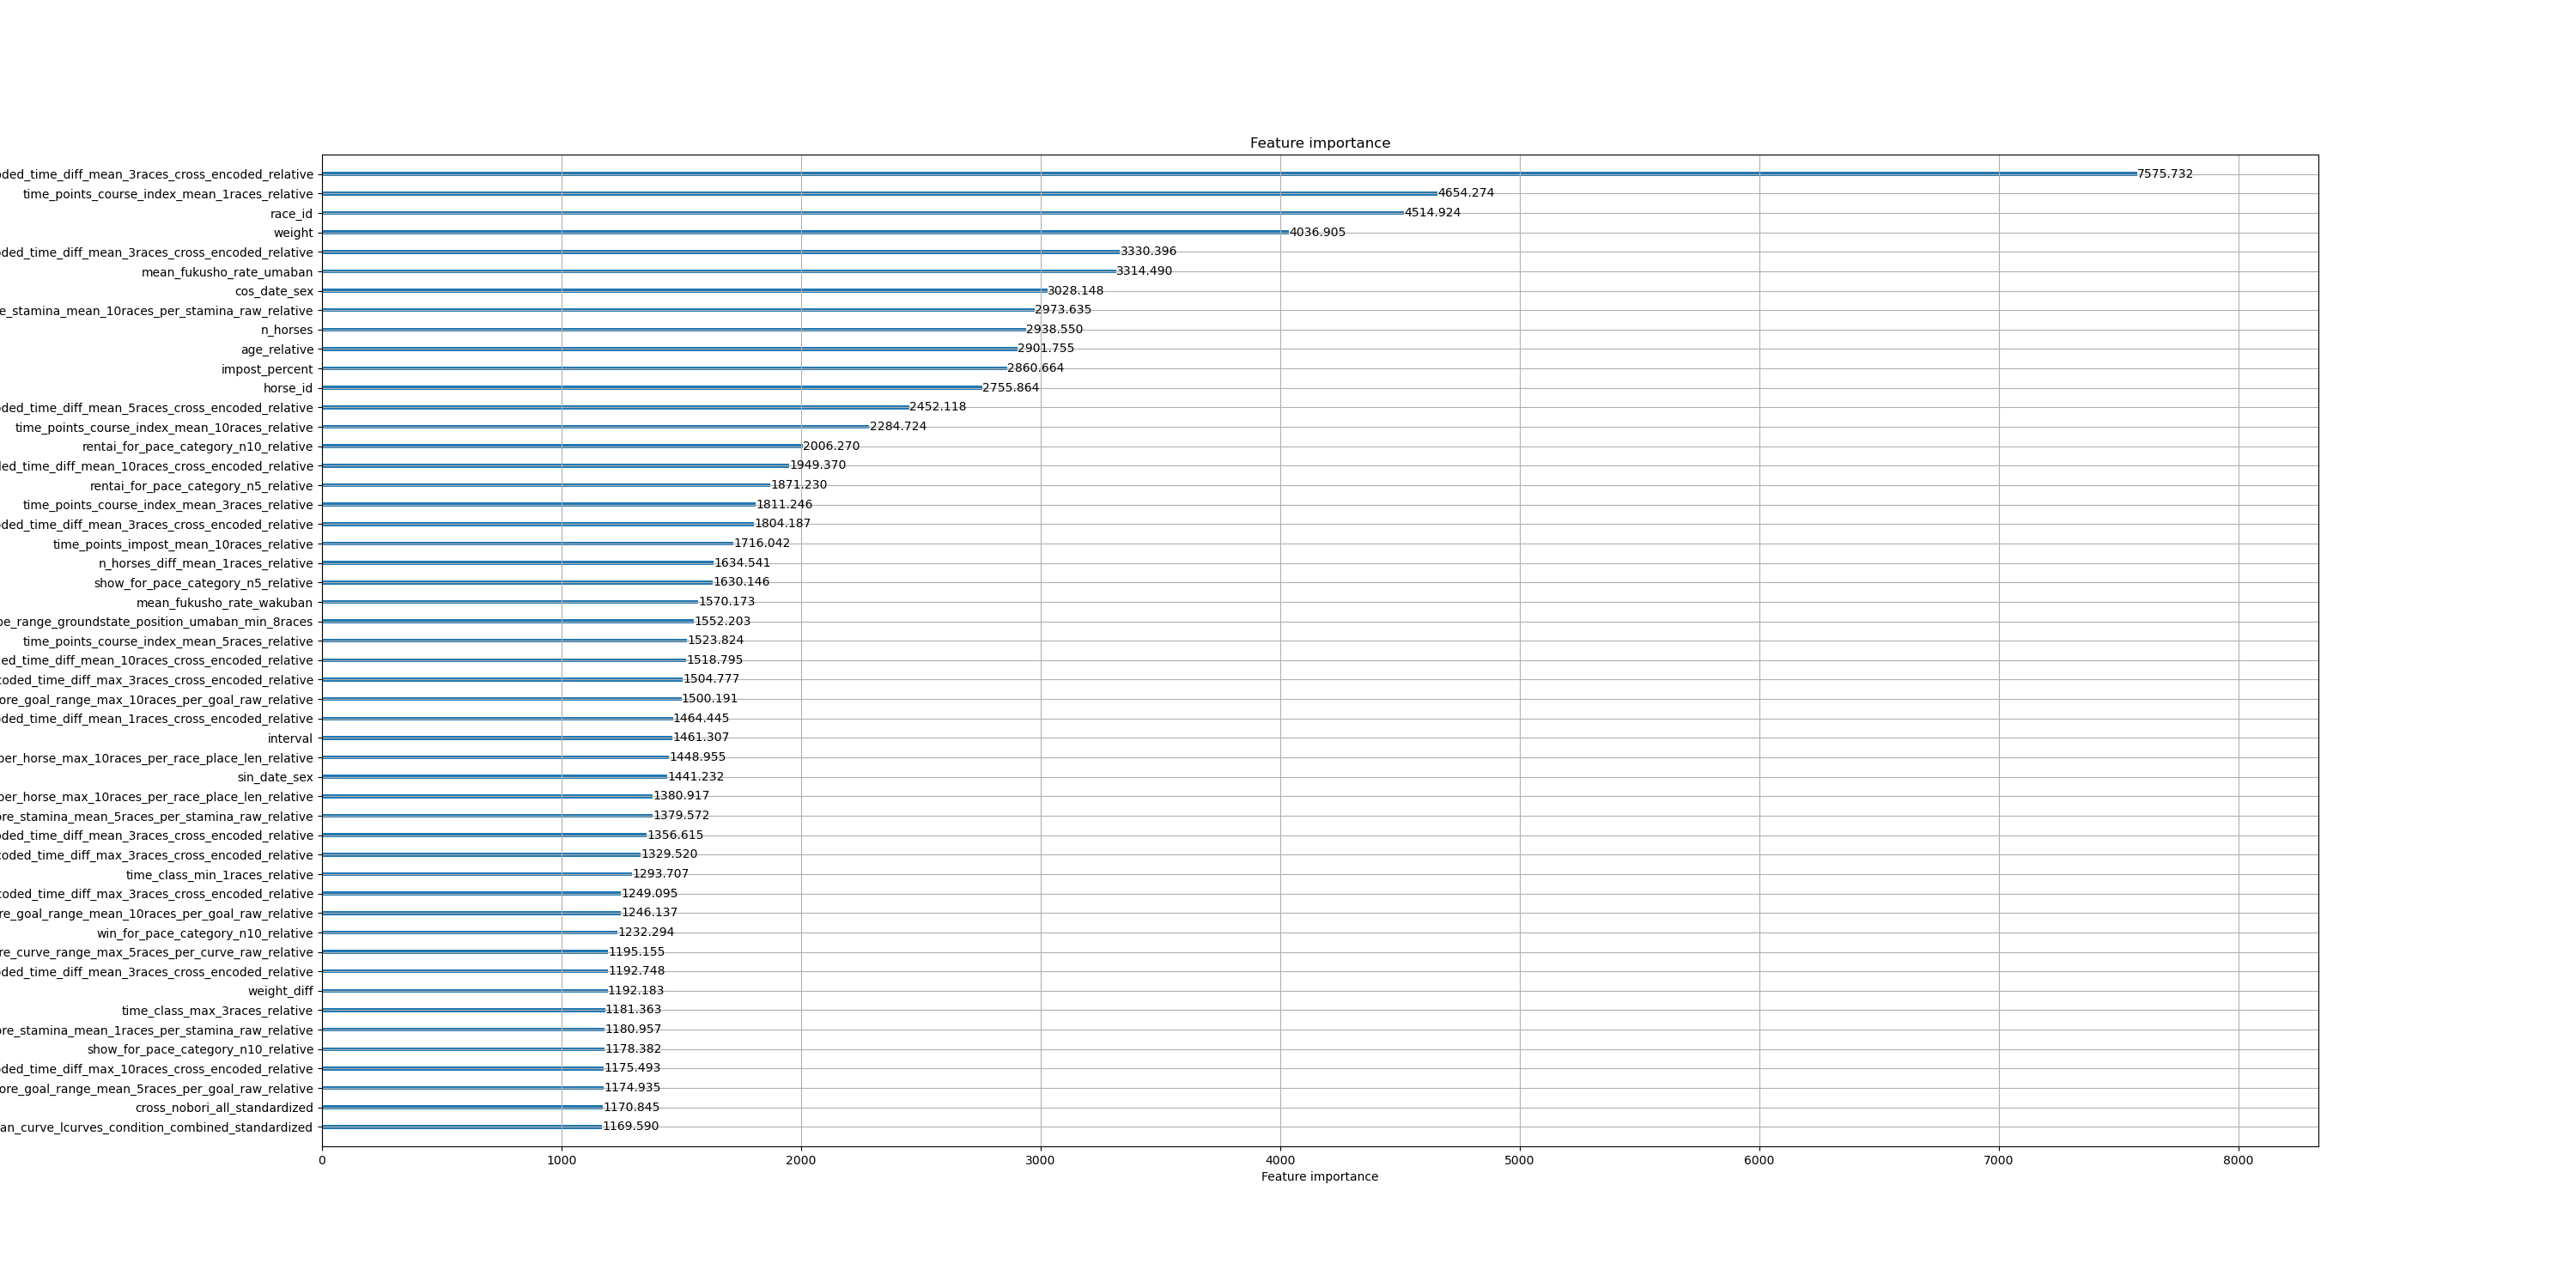 Feature importance
ded_time_diff_mean_3races_cross_encoded_relative 7575.732
time_points_course_index_mean_1races_relative 4654.274
race_id 4514.924
weight 4036.905
ded_time_diff_mean_3races_cross_encoded_relative 3330.396
mean_fukusho_rate_umaban 3314.490
cos_date_sex 3028.148
e_stamina_mean_10races_per_stamina_raw_relative 2973.635
n_horses 2938.550
age_relative 2901.755
impost_percent 2860.664
horse_id 2755.864
ded_time_diff_mean_5races_cross_encoded_relative 2452.118
time_points_course_index_mean_10races_relative 2284.724
rentai_for_pace_category_n10_relative 2006.270
led_time_diff_mean_10races_cross_encoded_relative 1949.370
rentai_for_pace_category_n5_relative 1871.230
time_points_course_index_mean_3races_relative 1811.246
ded_time_diff_mean_3races_cross_encoded_relative 1804.187
time_points_impost_mean_10races_relative 1716.042
n_horses_diff_mean_1races_relative 1634.541
show_for_pace_category_n5_relative 1630.146
mean_fukusho_rate_wakuban 1570.173
pe_range_groundstate_position_umaban_min_8races 1552.203
time_points_course_index_mean_5races_relative 1523.824
ed_time_diff_mean_10races_cross_encoded_relative 1518.795
coded_time_diff_max_3races_cross_encoded_relative 1504.777
ore_goal_range_max_10races_per_goal_raw_relative 1500.191
ded_time_diff_mean_1races_cross_encoded_relative 1464.445
interval 1461.307
per_horse_max_10races_per_race_place_len_relative 1448.955
sin_date_sex 1441.232
per_horse_max_10races_per_race_place_len_relative 1380.917
ore_stamina_mean_5races_per_stamina_raw_relative 1379.572
ded_time_diff_mean_3races_cross_encoded_relative 1356.615
coded_time_diff_max_3races_cross_encoded_relative 1329.520
time_class_min_1races_relative 1293.707
coded_time_diff_max_3races_cross_encoded_relative 1249.095
re_goal_range_mean_10races_per_goal_raw_relative 1246.137
win_for_pace_category_n10_relative 1232.294
re_curve_range_max_5races_per_curve_raw_relative 1195.155
ded_time_diff_mean_3races_cross_encoded_relative 1192.748
weight_diff 1192.183
time_class_max_3races_relative 1181.363
ore_stamina_mean_1races_per_stamina_raw_relative 1180.957
show_for_pace_category_n10_relative 1178.382
ded_time_diff_max_10races_cross_encoded_relative 1175.493
ore_goal_range_mean_5races_per_goal_raw_relative 1174.935
cross_nobori_all_standardized 1170.845
an_curve_lcurves_condition_combined_standardized 1169.590
0 1000 2000 3000 4000 5000 6000 7000 8000
Feature importance